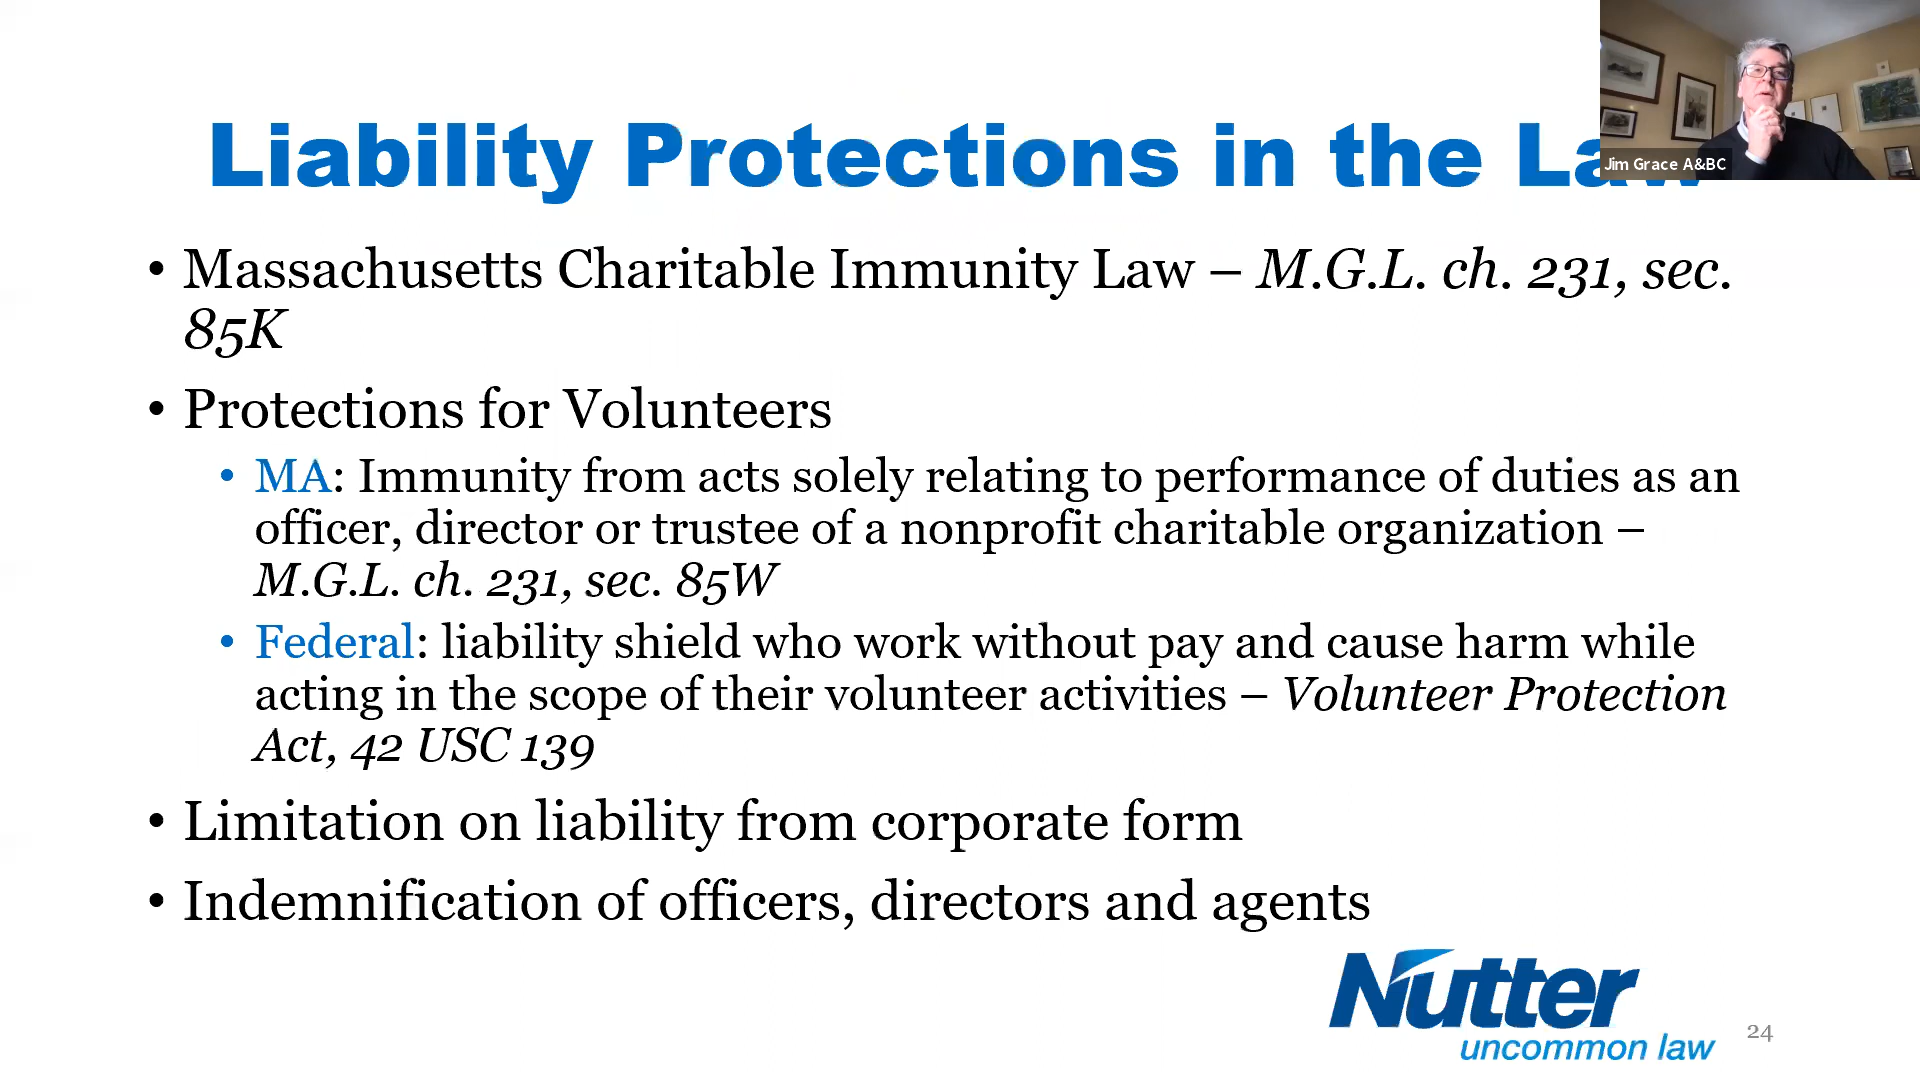 Liability Protections in the Law
Jim Grace A&BC
• Massachusetts Charitable Immunity Law – M.G.L. ch. 231, sec.
85K
• Protections for Volunteers
• MA: Immunity from acts solely relating to performance of duties as an
officer, director or trustee of a nonprofit charitable organization –
M.G.L. ch. 231, sec. 85W
• Federal: liability shield who work without pay and cause harm while
acting in the scope of their volunteer activities – Volunteer Protection
Act, 42 USC 139
• Limitation on liability from corporate form
• Indemnification of officers, directors and agents
Nutter
uncommon law
24